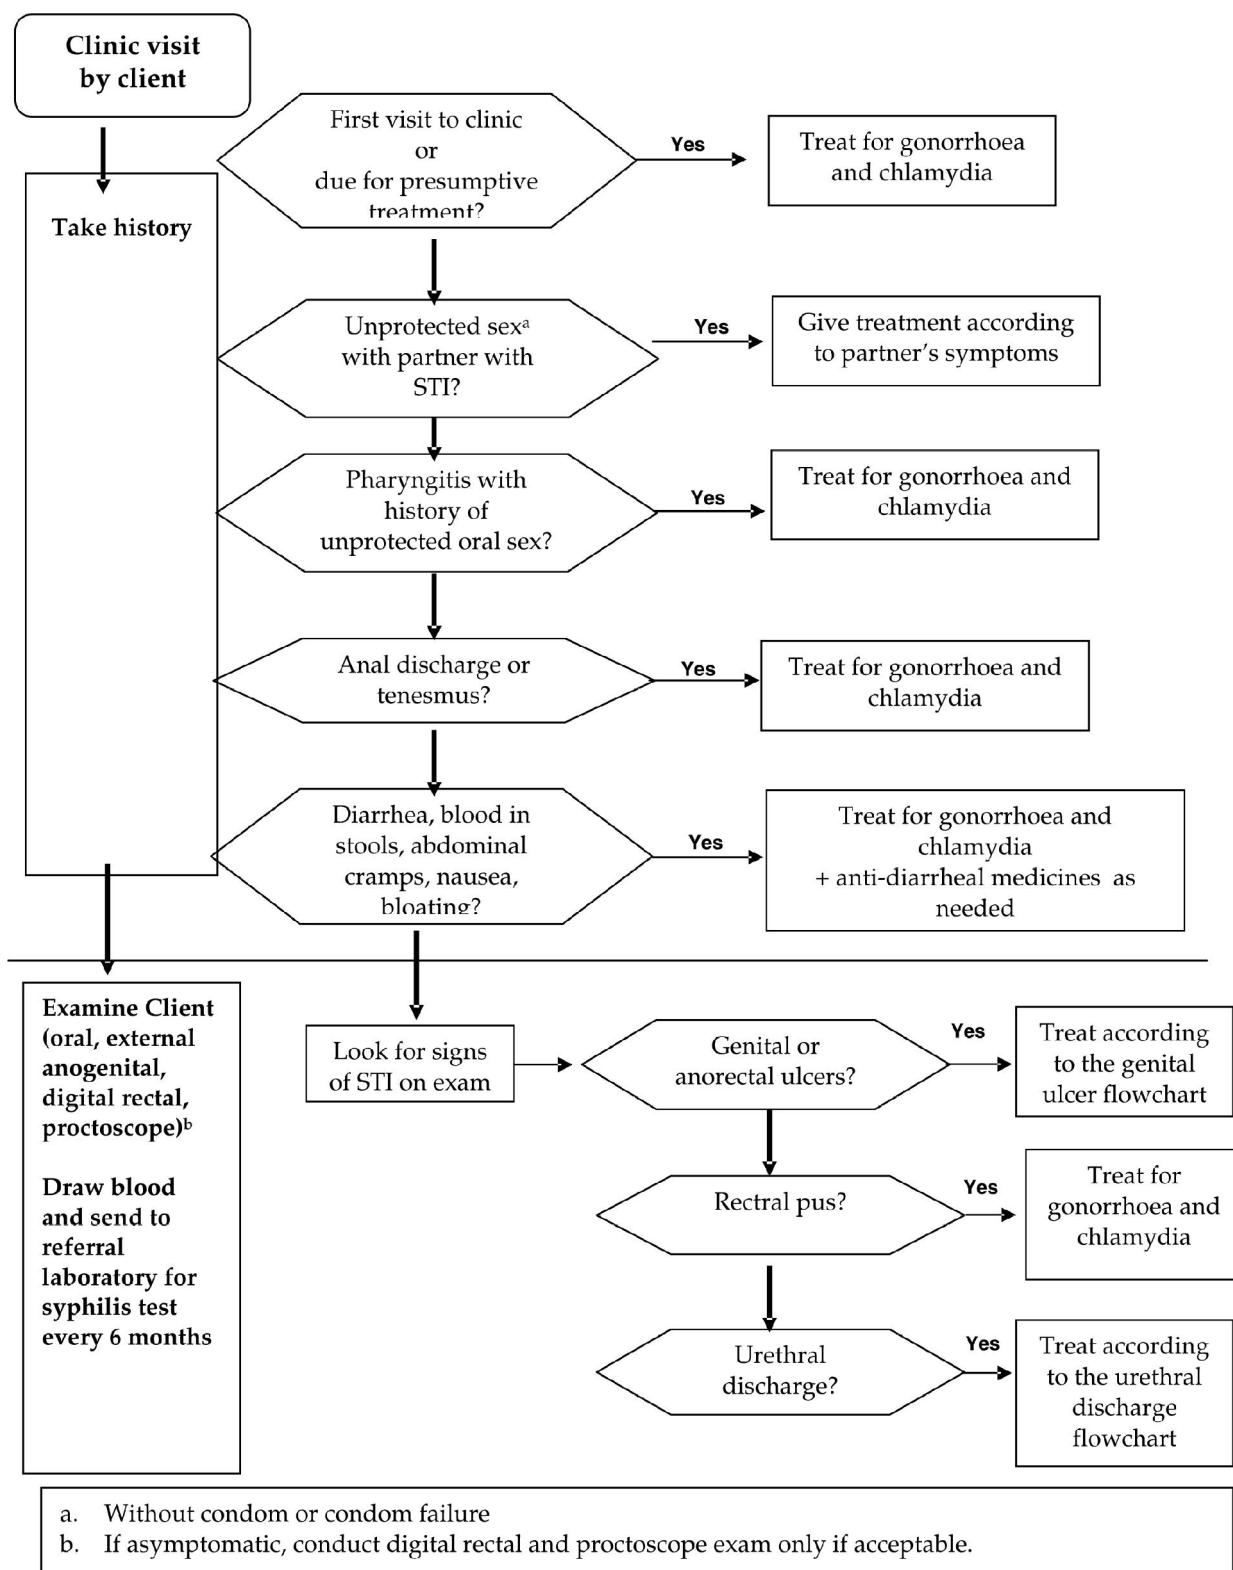 Clinic visit
by client
Take history
First visit to clinic
or
due for presumptive
treatment?
Yes
Treat for gonorrhoea
and chlamydia
Unprotected sexᵃ
with partner with
STI?
Yes
Give treatment according
to partner’s symptoms
Pharyngitis with
history of
unprotected oral sex?
Yes
Treat for gonorrhoea and
chlamydia
Anal discharge or
tenesmus?
Yes
Treat for gonorrhoea and
chlamydia
Diarrhea, blood in
stools, abdominal
cramps, nausea,
bloating?
Yes
Treat for gonorrhoea and
chlamydia
+ anti-diarrheal medicines as
needed
Examine Client
(oral, external
anogenital,
digital rectal,
proctoscope)ᵇ
Draw blood
and send to
referral
laboratory for
syphilis test
every 6 months
Look for signs
of STI on exam
Genital or
anorectal ulcers?
Yes
Treat according
to the genital
ulcer flowchart
Rectral pus?
Yes
Treat for
gonorrhoea and
chlamydia
Urethral
discharge?
Yes
Treat according
to the urethral
discharge
flowchart
a. Without condom or condom failure
b. If asymptomatic, conduct digital rectal and proctoscope exam only if acceptable.